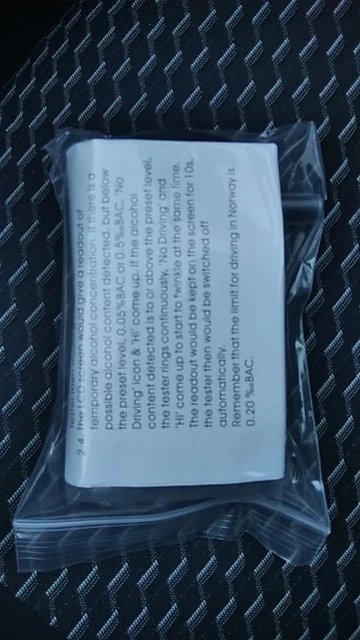 2.4. The LCD screen would give a readout of
temporary alcohol concentration. If there is a
possible alcohol content detected, but below
the preset level, 0.05%BAC or 0.5‰BAC, 'No
Driving' icon & 'Hi' come up. If the alcohol
content detected is to or above the preset level,
the tester rings continuously, 'No Driving' and
'Hi' come up to start to twinkle at the same time.
The readout would be kept on the screen for 10s,
the tester then would be switched off
automatically.
Remember that the limit for driving in Norway is
0.20 ‰BAC.